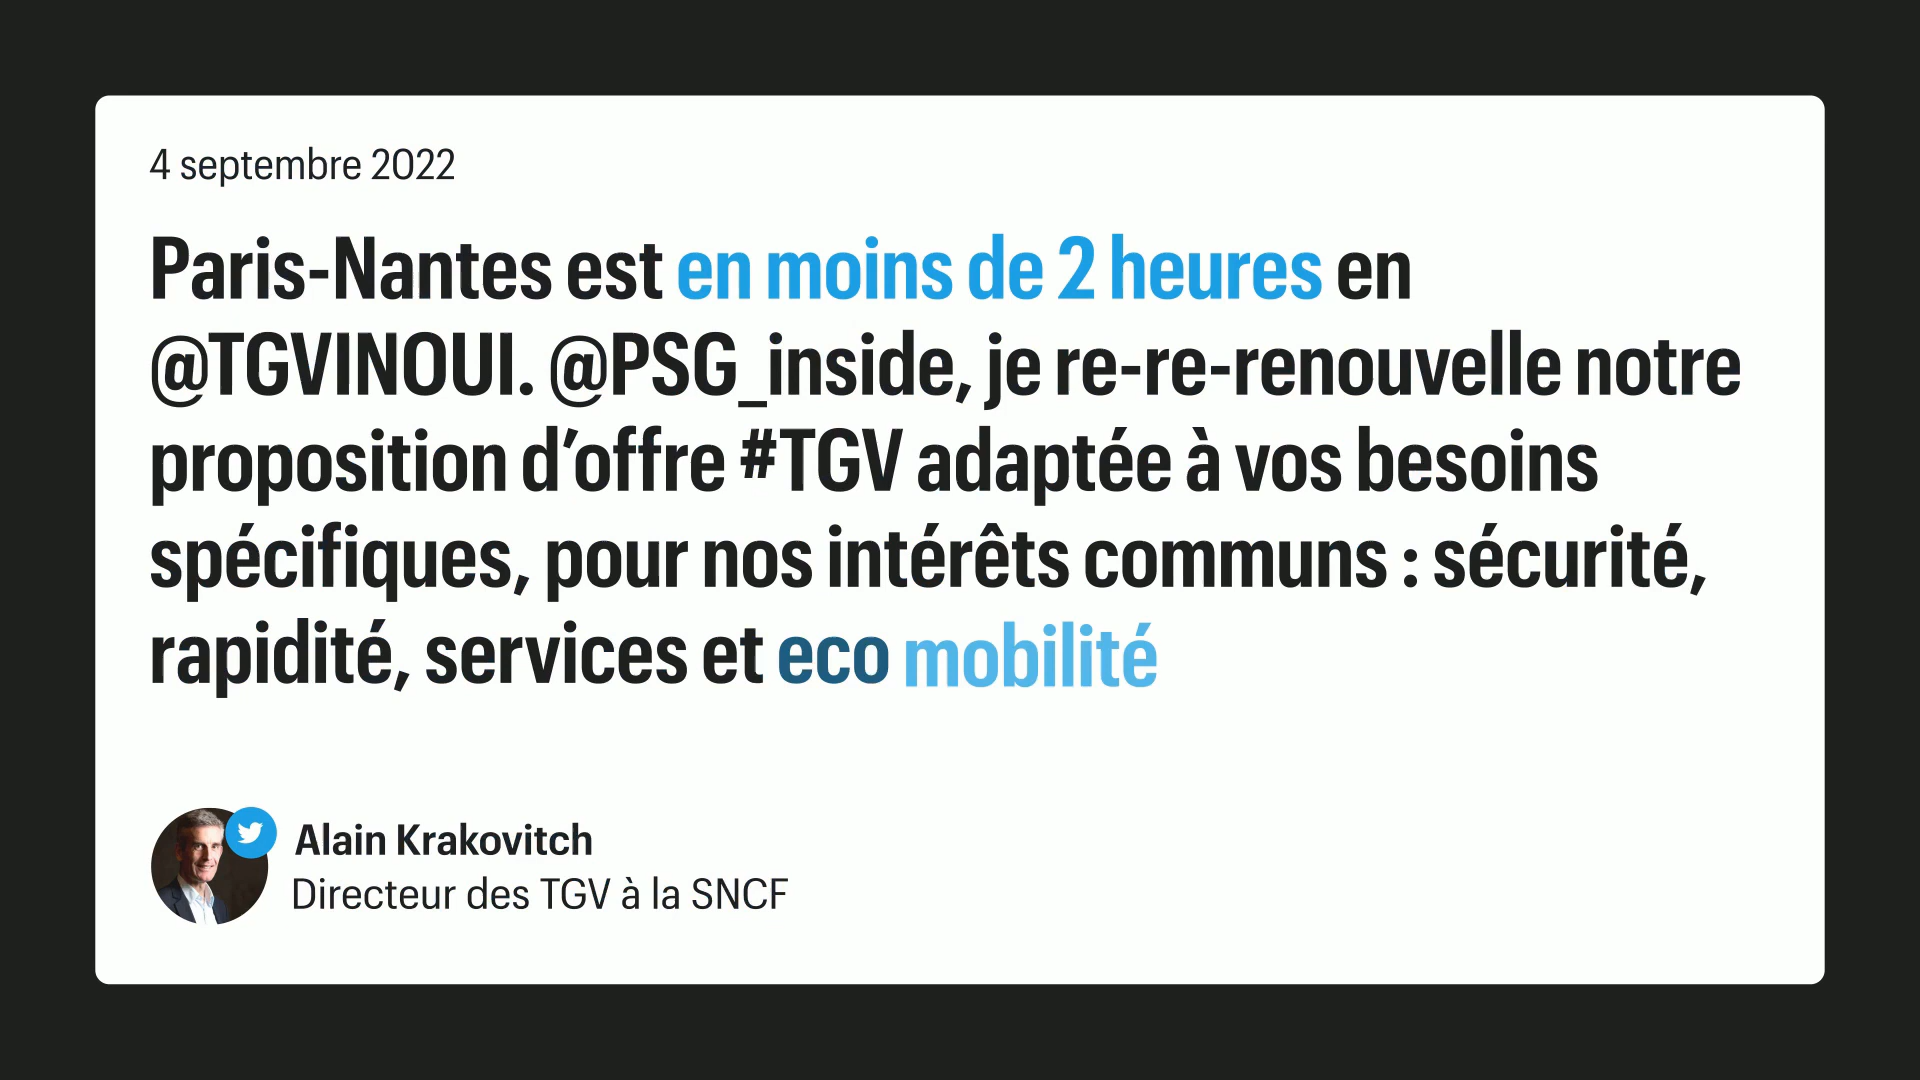 4 septembre 2022
Paris-Nantes est en moins de 2 heures en
@TGVINOUI. @PSG_inside, je re-re-renouvelle notre
proposition d’offre #TGV adaptée à vos besoins
spécifiques, pour nos intérêts communs : sécurité,
rapidité, services et eco mobilité
Alain Krakovitch
Directeur des TGV à la SNCF